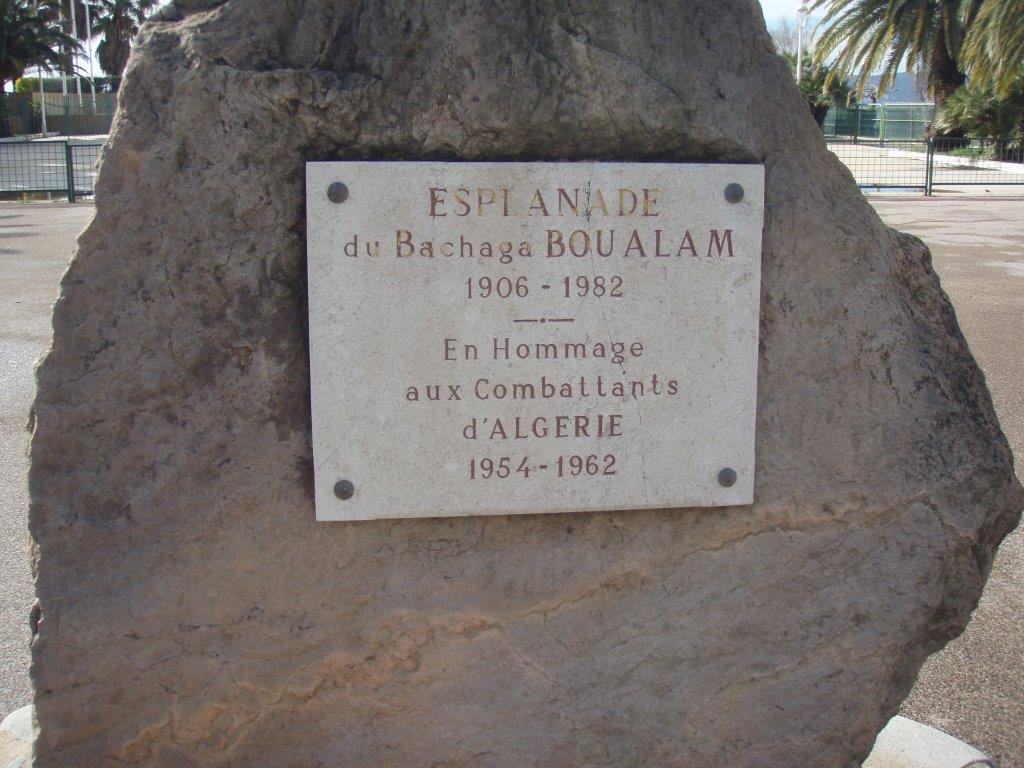 ESPLANADE
du Bachaga BOUALAM
1906 - 1982
En Hommage
aux Combattants
d'ALGERIE
1954 - 1962